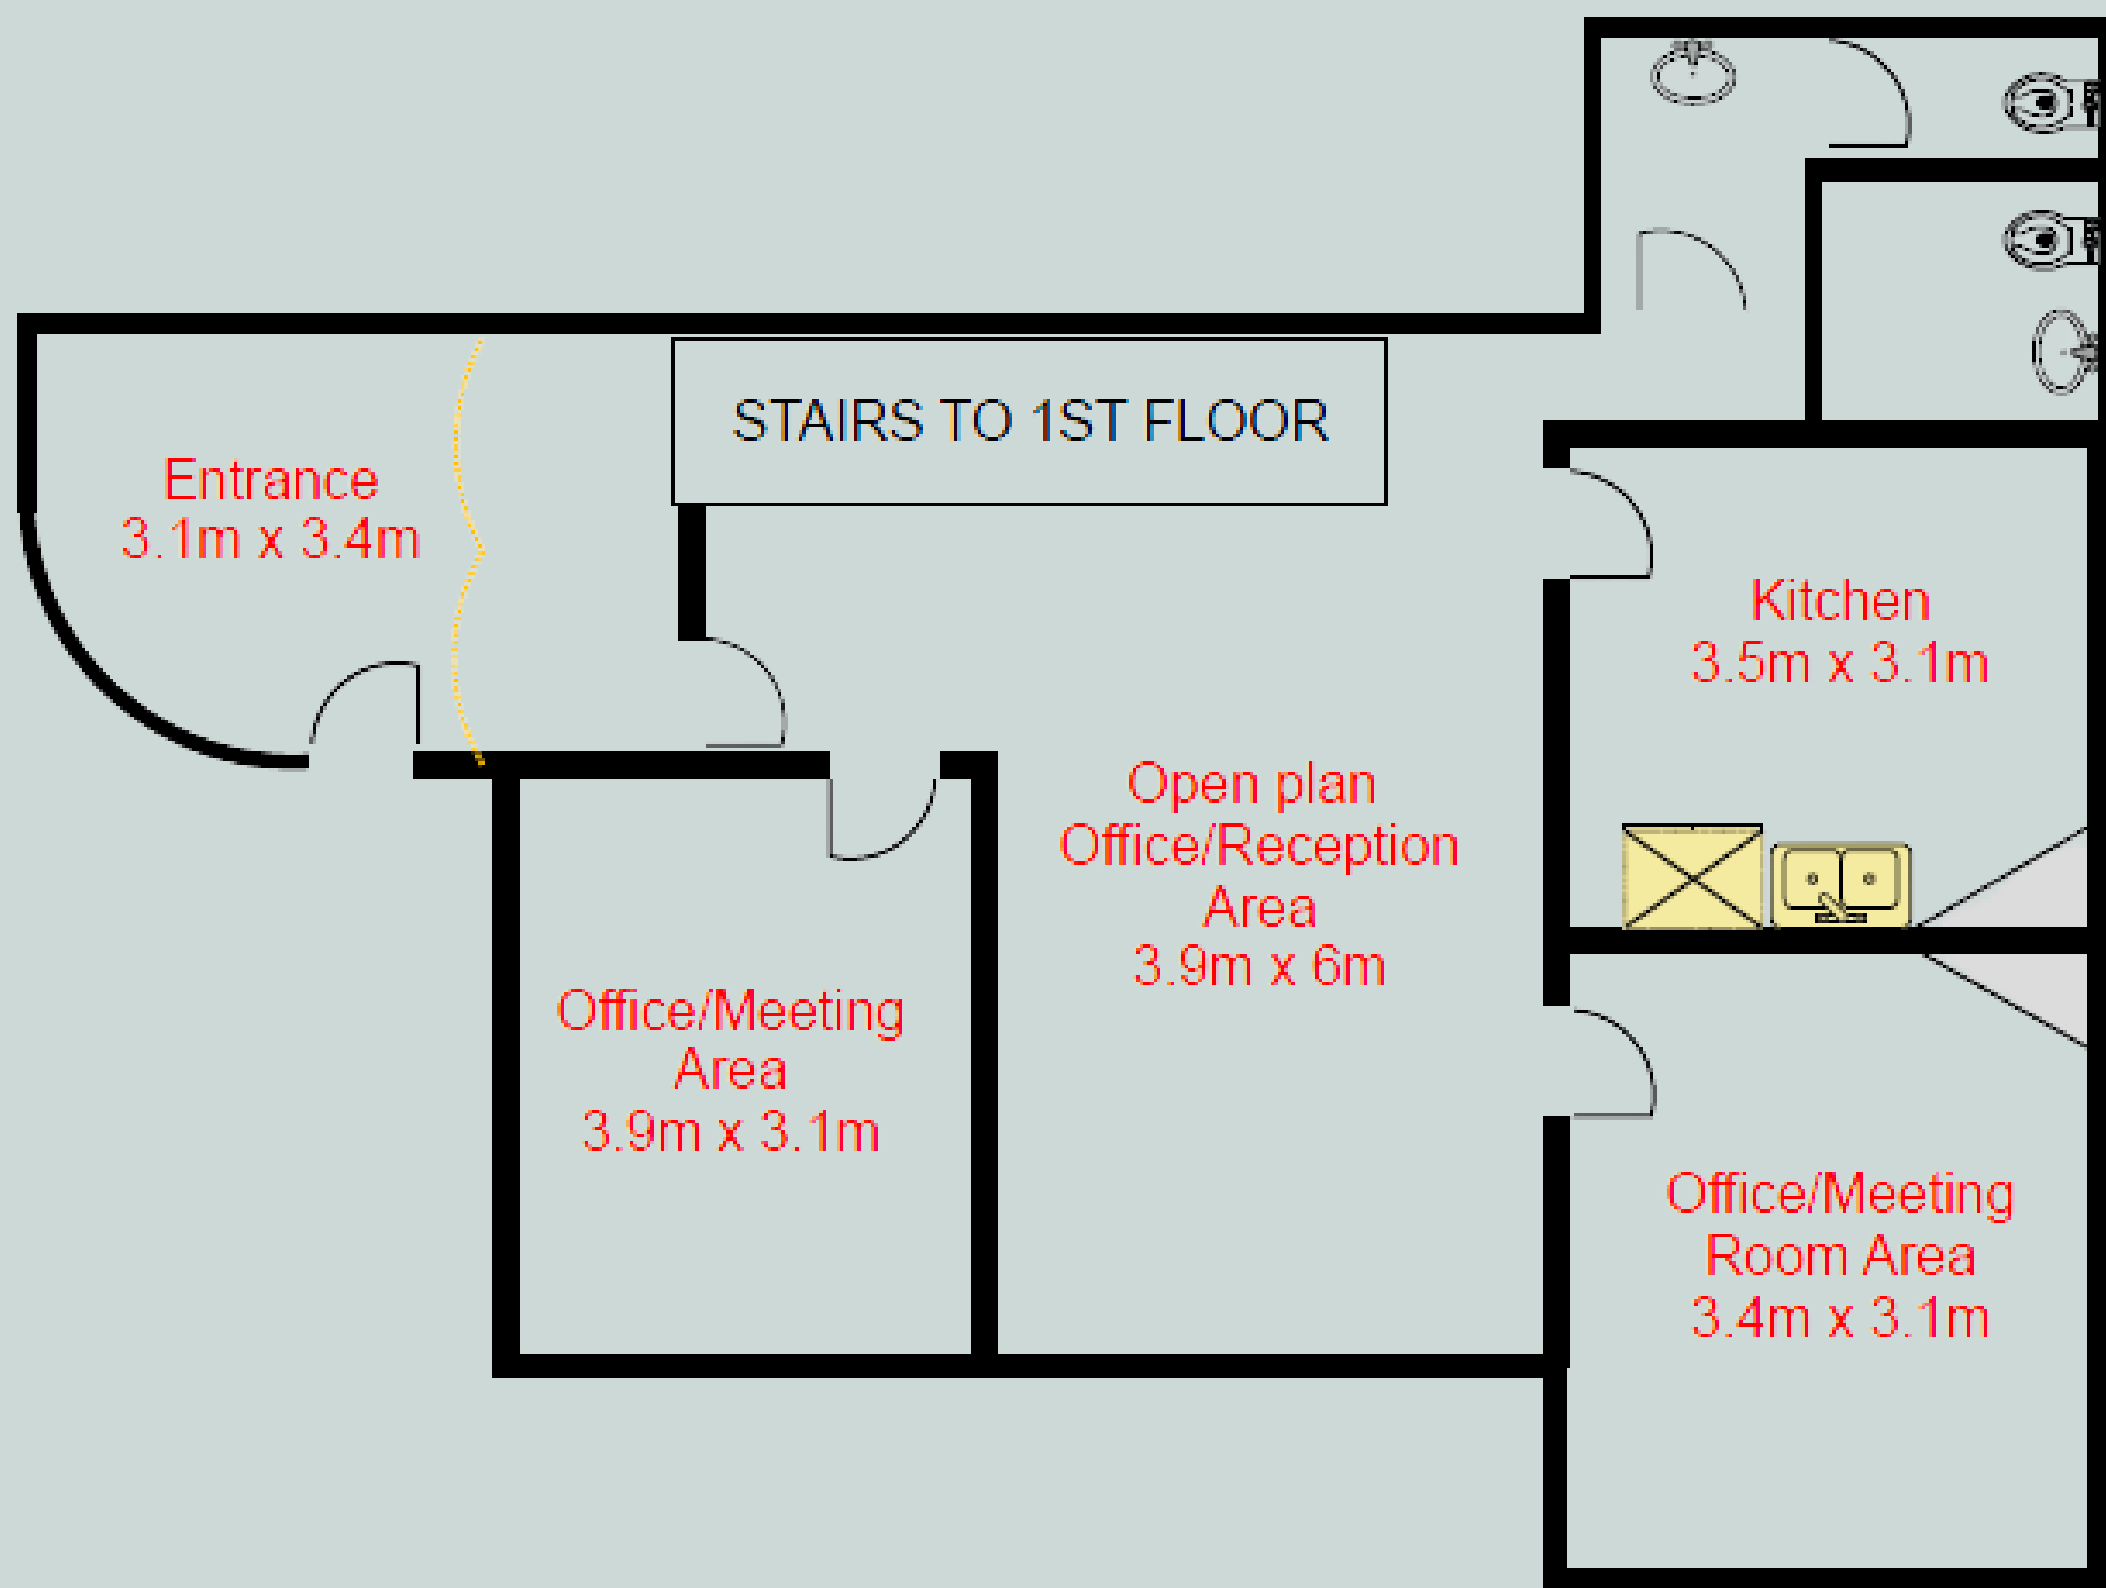 STAIRS TO 1ST FLOOR
Entrance
3.1m x 3.4m
Kitchen
3.5m x 3.1m
Open plan
Office/Reception
Area
3.9m x 6m
Office/Meeting
Area
3.9m x 3.1m
Office/Meeting
Room Area
3.4m x 3.1m